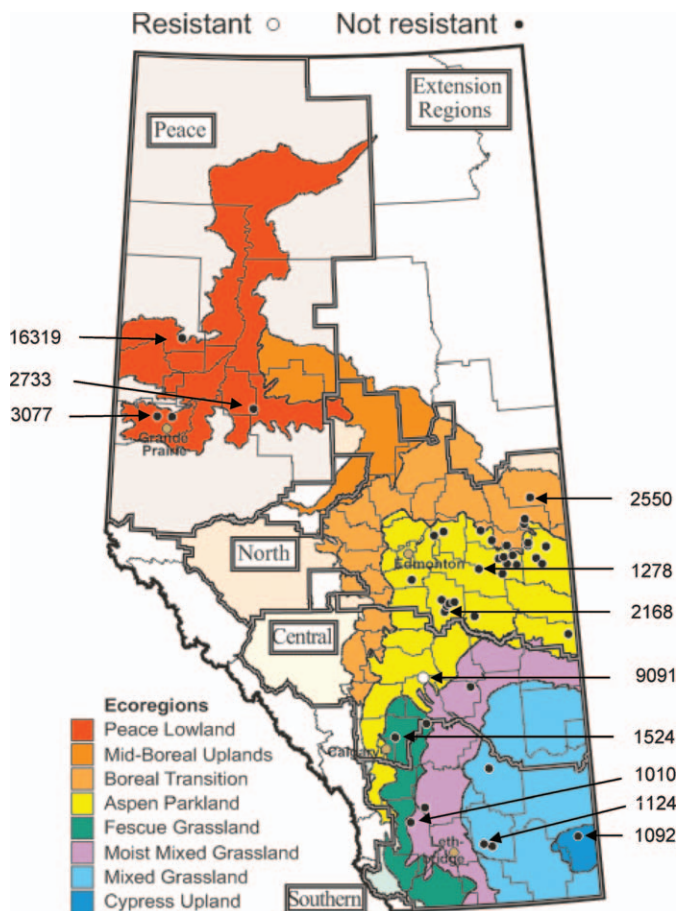 Resistant Not resistant
Extension
Regions
Peace
16319
2733
3077
Grande
Prairie
2550
North
Edmonton
1278
2168
Central
9091
Ecoregions
Peace Lowland
Mid-Boreal Uplands
Boreal Transition
Aspen Parkland
Fescue Grassland
Moist Mixed Grassland
Mixed Grassland
Cypress Upland
Calgary
1524
1010
1124
1092
Leth-
bridge
Southern